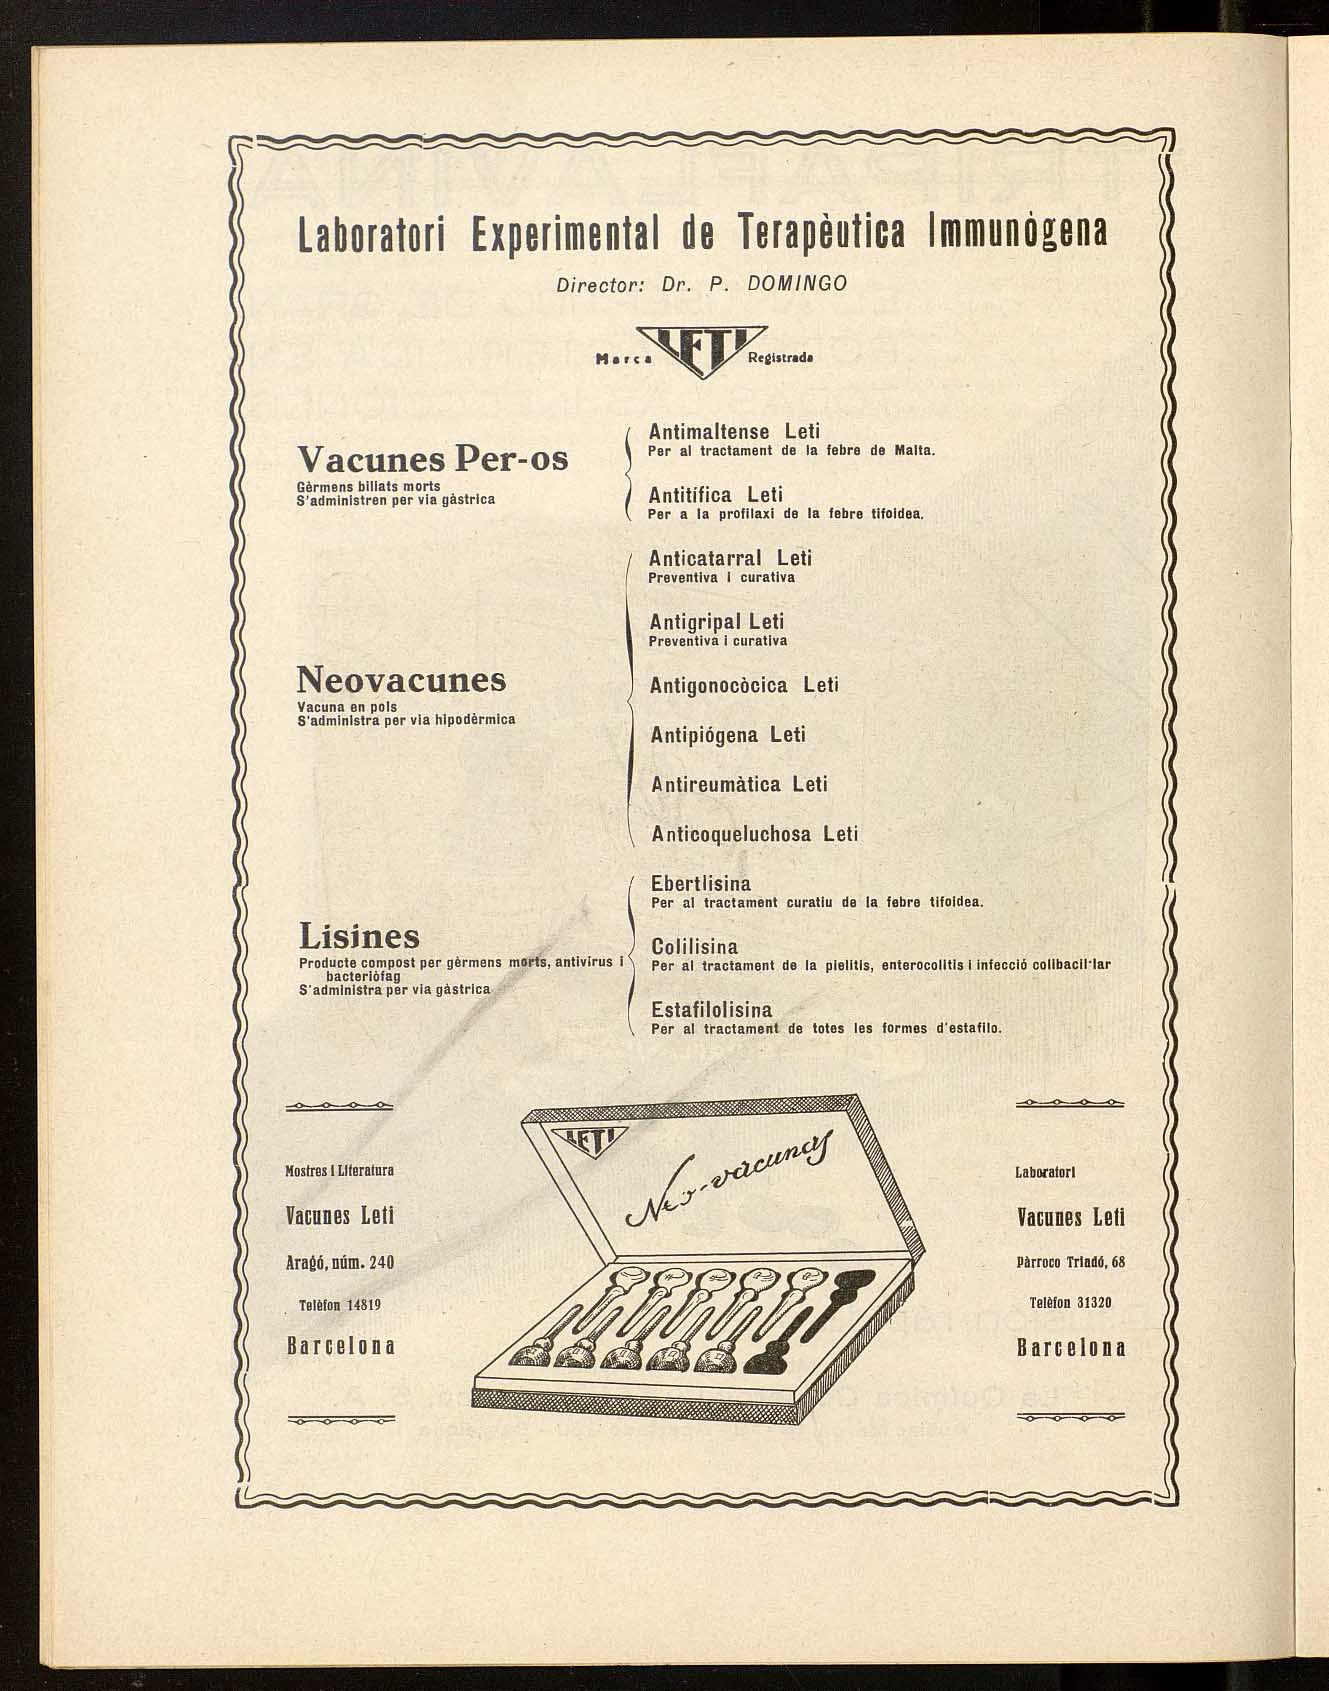 Laboratori Experimental de Terapèutica Immunògena
Director: Dr. P. DOMINGO
Marca LETI Registrada
Vacunes Per-os
Gèrmens biliats morts
S'administren per via gàstrica
Antimaltense Leti
Per al tractament de la febre de Malta.
Antitífica Leti
Per a la profilaxi de la febre tifoidea.
Neovacunes
Vacuna en pols
S'administra per via hipodèrmica
Anticatarral Leti
Preventiva i curativa
Antigripal Leti
Preventiva i curativa
Antigonocòcica Leti
Antipiógena Leti
Antireumàtica Leti
Anticoqueluchosa Leti
Lisines
Producte compost per gèrmens morts, antivirus i
bacteriòfag
S'administra per via gàstrica
Ebertlisina
Per al tractament curatiu de la febre tifoidea.
Colilisina
Per al tractament de la pielitis, enterocolitis i infecció colibacil·lar
Estafilolisina
Per al tractament de totes les formes d'estafilo.
Mostres i Literatura
Vacunes Leti
Aragó, núm. 240
Telèfon 14819
Barcelona
LETI
Neo-vacunas
Laboratori
Vacunes Leti
Pàrroco Triadó, 68
Telèfon 31320
Barcelona